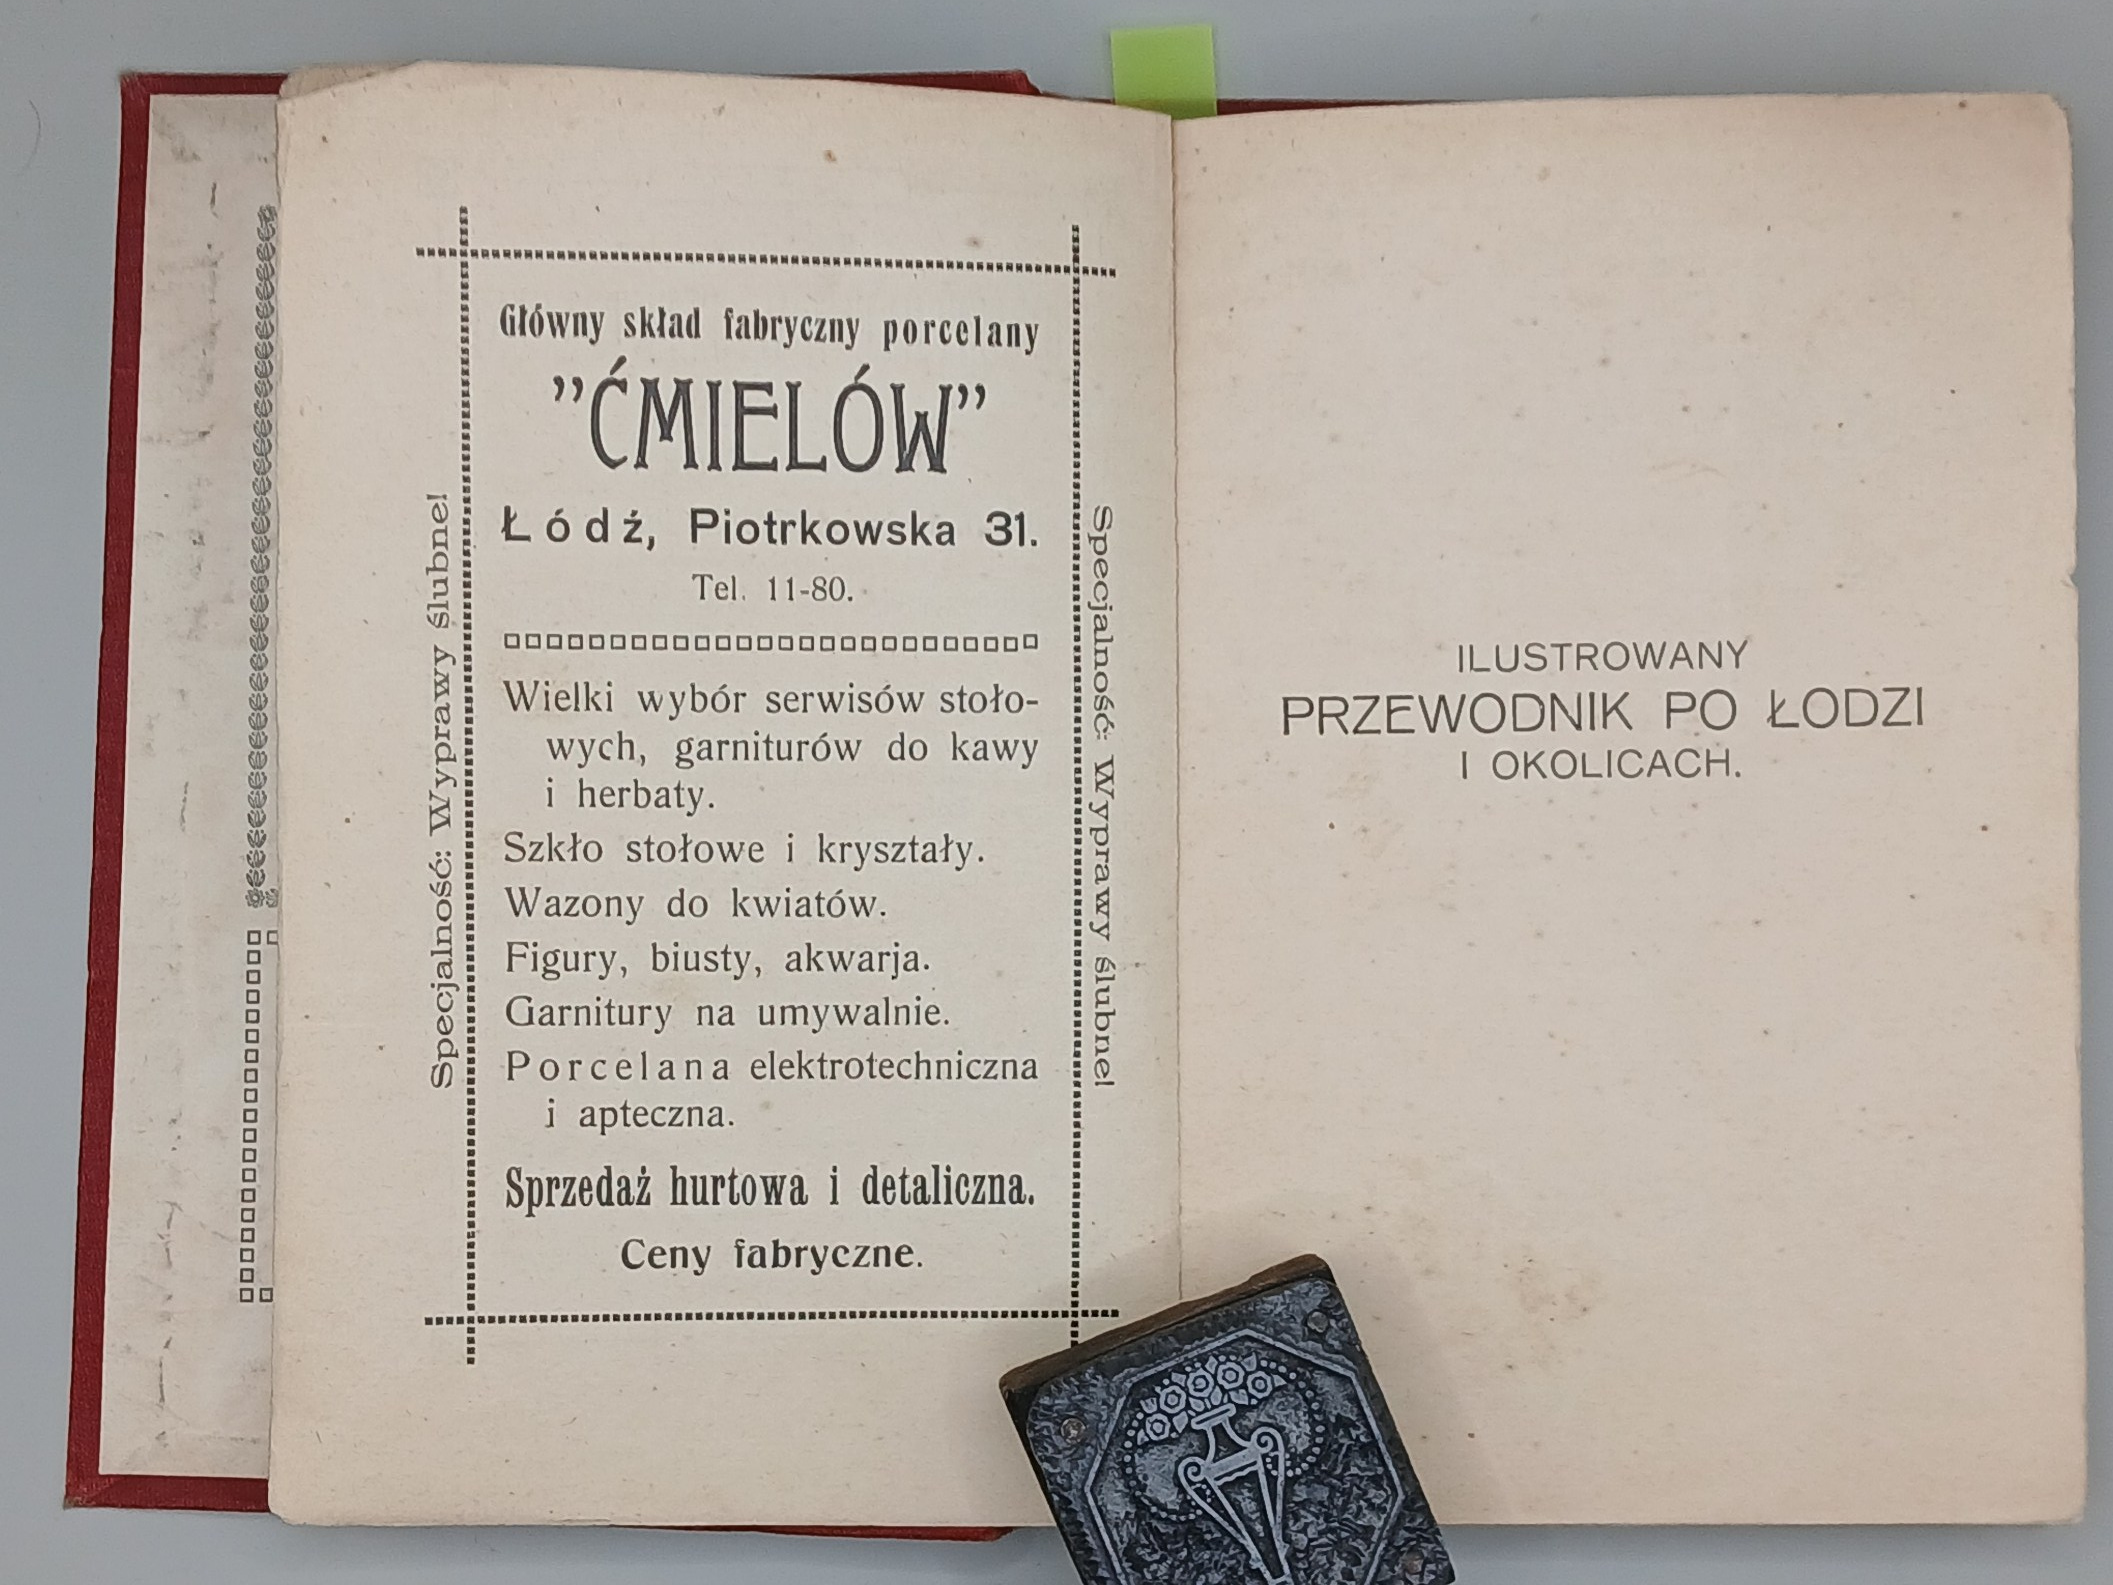 Główny skład fabryczny porcelany
”ĆMIELÓW”
Łódź, Piotrkowska 31.
Tel. 11-80.
Wielki wybór serwisów stoło-
wych, garniturów do kawy
i herbaty.
Szkło stołowe i kryształy.
Wazony do kwiatów.
Figury, biusty, akwarja.
Garnitury na umywalnie.
Porcelana elektrotechniczna
i apteczna.
Sprzedaż hurtowa i detaliczna.
Ceny fabryczne.
Specjalność: Wyprawy ślubne!
Specjalność: Wyprawy ślubne!
ILUSTROWANY
PRZEWODNIK PO ŁODZI
I OKOLICACH.